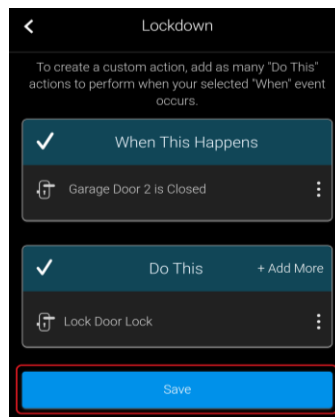 Lockdown
To create a custom action, add as many "Do This"
actions to perform when your selected "When" event
occurs.
When This Happens
Garage Door 2 is Closed
Do This + Add More
Lock Door Lock
Save